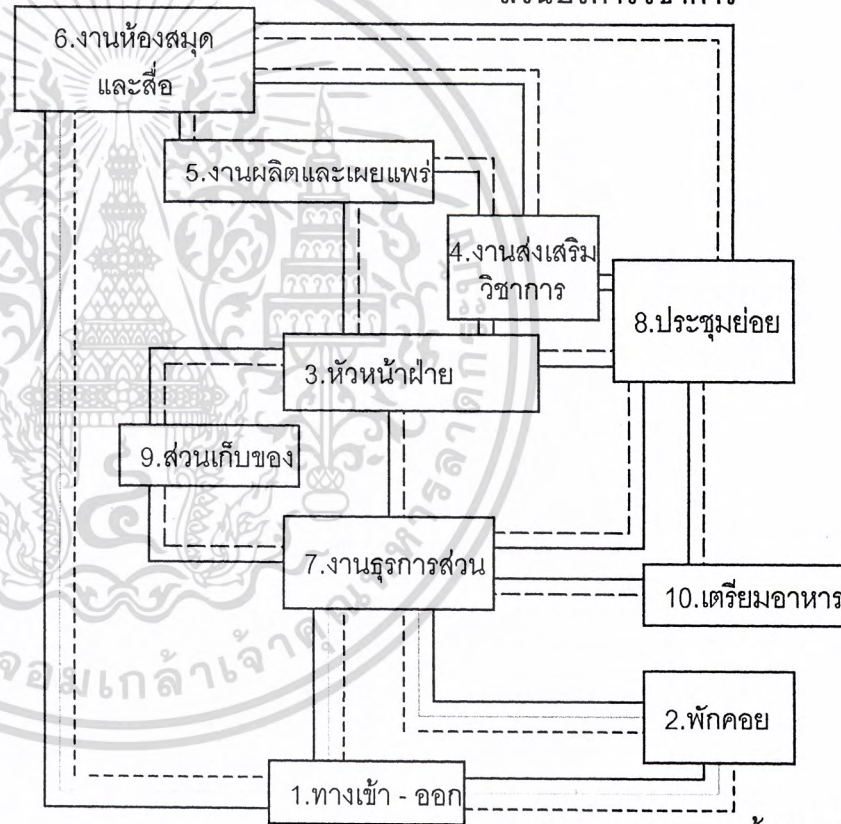 6.งานห้องสมุด
และสื่อ
5.งานผลิตและเผยแพร่
4.งานส่งเสริม
วิชาการ
8.ประชุมย่อย
3.หัวหน้าฝ่าย
9.ส่วนเก็บของ
7.งานธุรการส่วน
10.เตรียมอาหาร
2.พักคอย
1.ทางเข้า - ออก